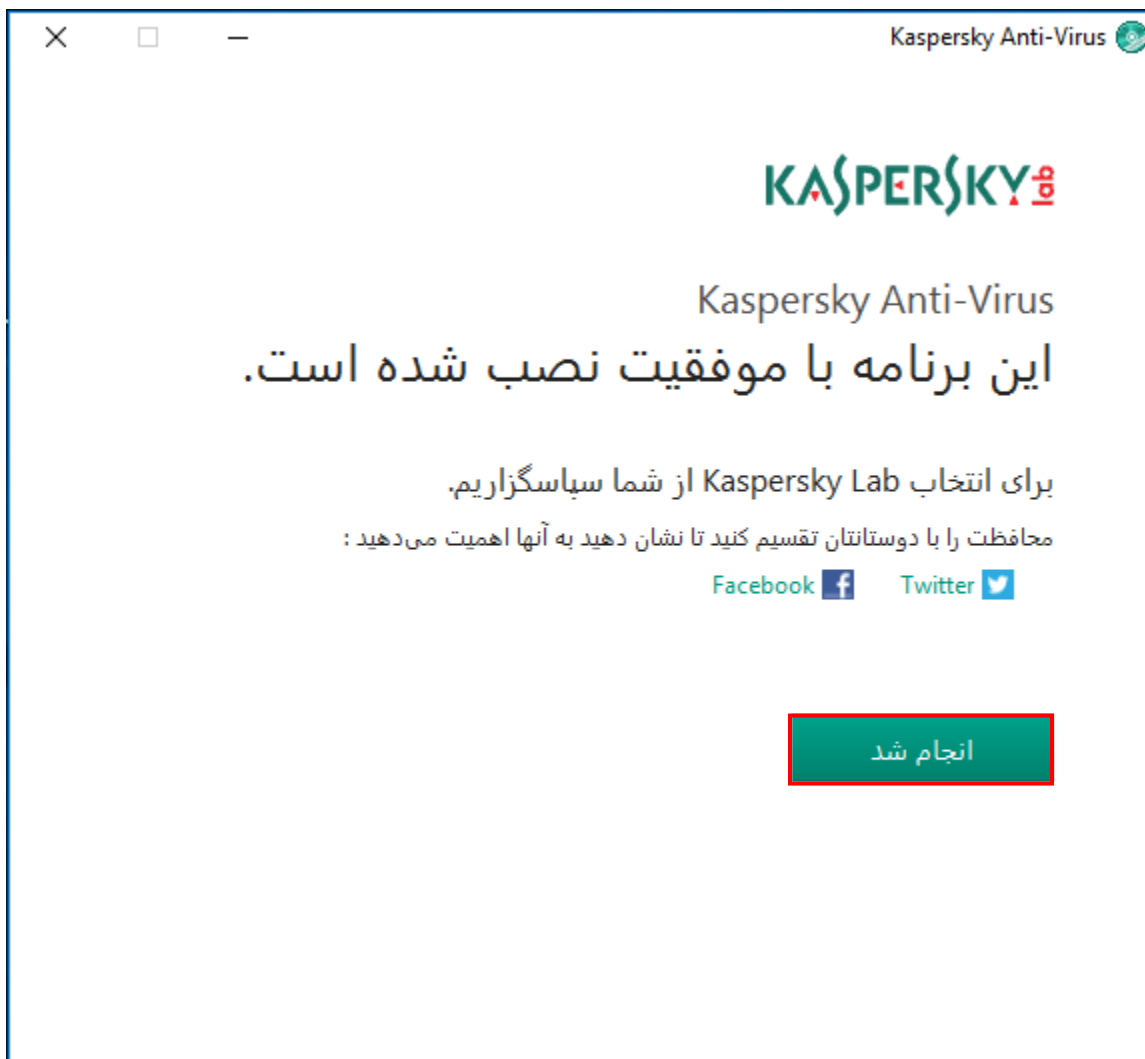 Kaspersky Anti-Virus
KASPERSKY lab
Kaspersky Anti-Virus
این برنامه با موفقیت نصب شده است.
برای انتخاب Kaspersky Lab از شما سپاسگزاریم.
محافظت را با دوستانتان تقسیم کنید تا نشان دهید به آنها اهمیت می‌دهید :
Twitter Facebook
انجام شد